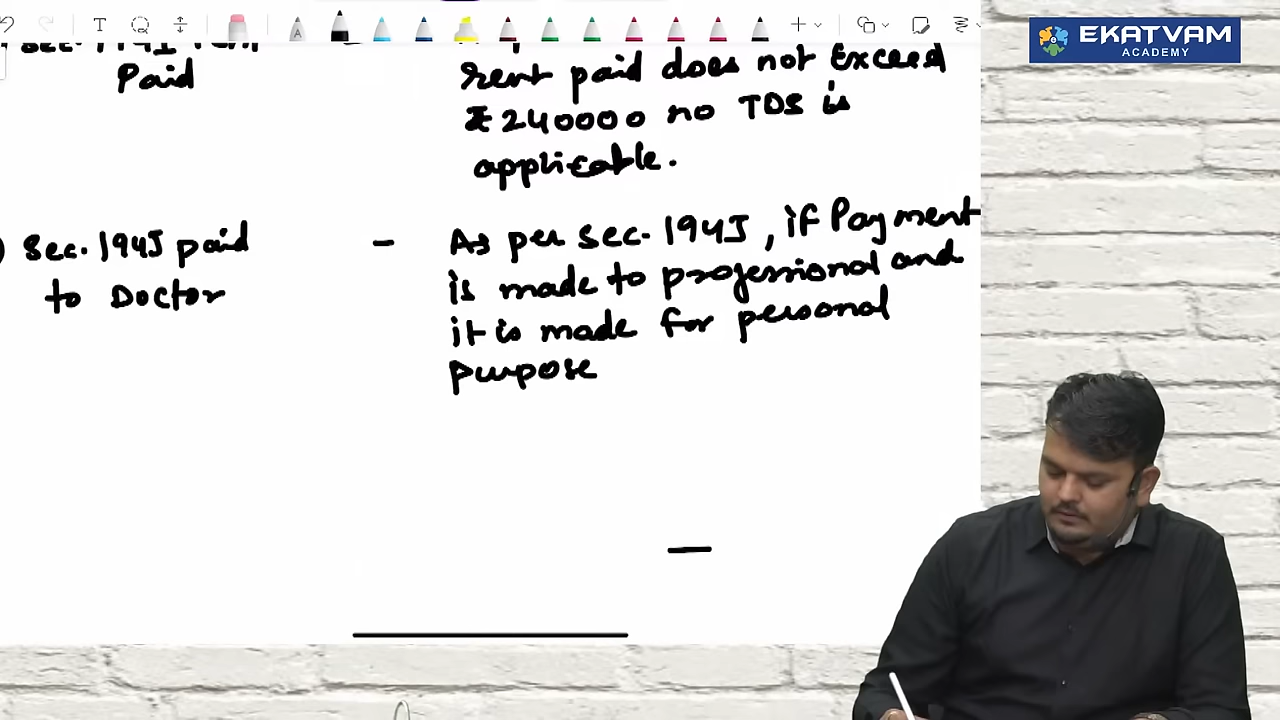 EKATVAM
ACADEMY
Paid
rent paid does not exceed
₹240000 no TDS is
applicable.
) Sec. 194J paid
to Doctor
- As per sec. 194J, if Payment
is made to professional and
it is made for personal
purpose